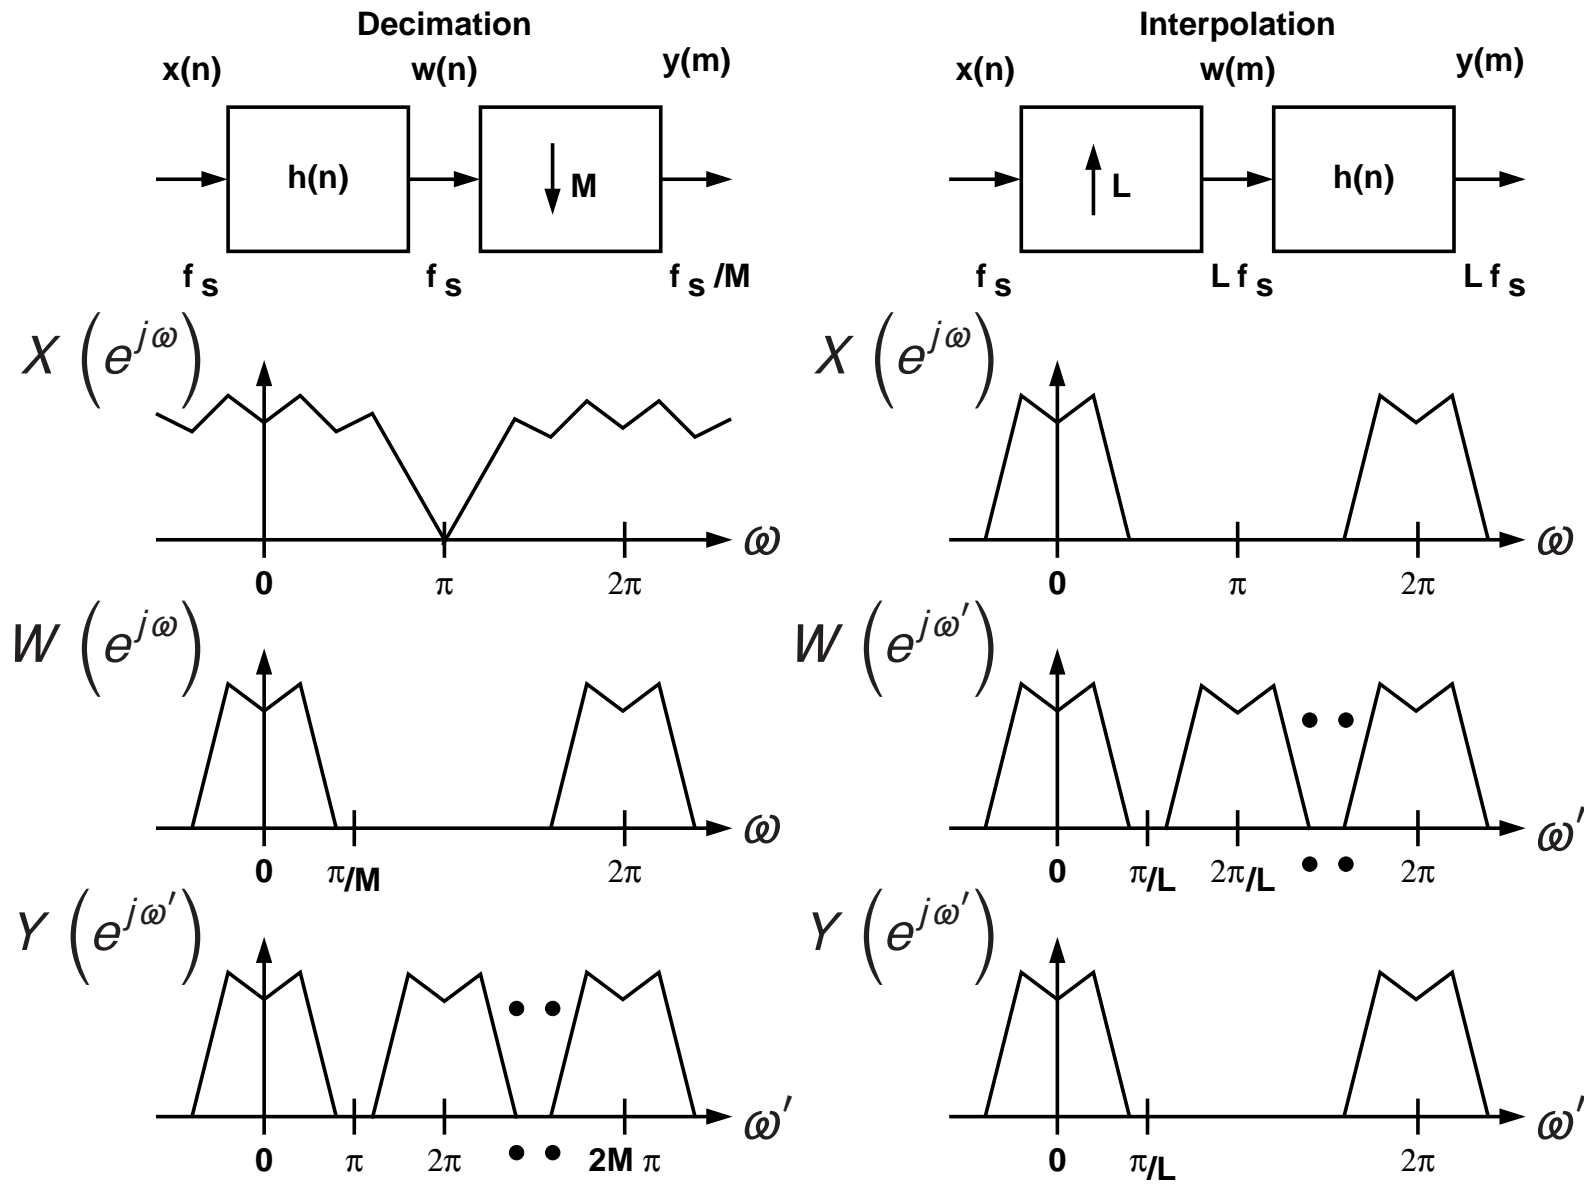 Decimation
x(n) w(n) y(m)
h(n)
M
f s f s f s /M
X (e^{jω})
ω
0 π 2π
W (e^{jω})
ω
0 π/M 2π
Y (e^{jω′})
ω′
0 π 2π • • 2M π
Interpolation
x(n) w(m) y(m)
L
h(n)
f s L f s L f s
X (e^{jω})
ω
0 π 2π
W (e^{jω′})
ω′
0 π/L 2π/L • • 2π
Y (e^{jω′})
ω′
0 π/L 2π